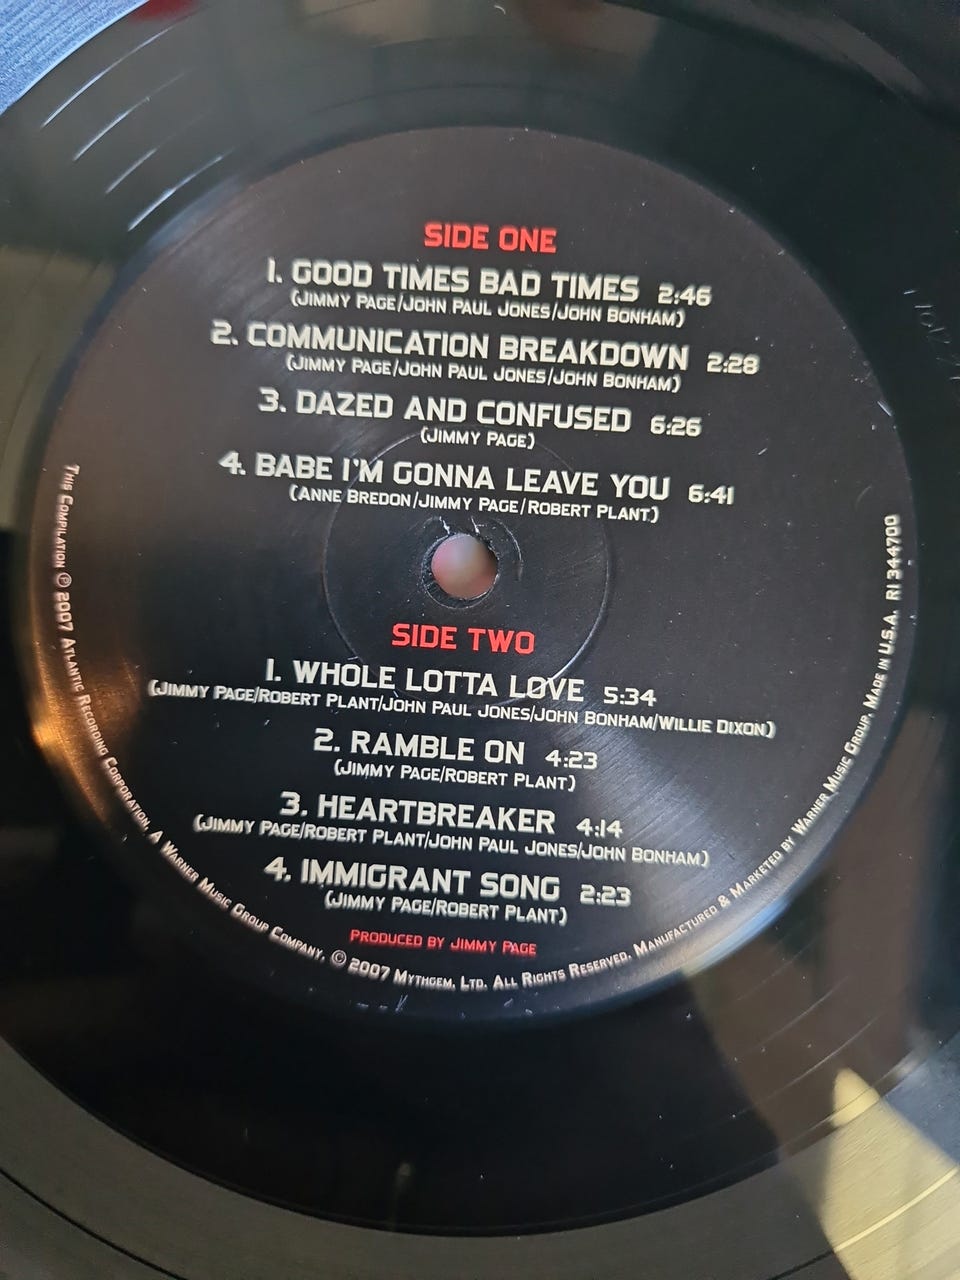 SIDE ONE
1. GOOD TIMES BAD TIMES 2:46
(JIMMY PAGE/JOHN PAUL JONES/JOHN BONHAM)
2. COMMUNICATION BREAKDOWN 2:28
(JIMMY PAGE/JOHN PAUL JONES/JOHN BONHAM)
3. DAZED AND CONFUSED 6:26
(JIMMY PAGE)
4. BABE I'M GONNA LEAVE YOU 6:41
(ANNE BREDON/JIMMY PAGE/ROBERT PLANT)
SIDE TWO
1. WHOLE LOTTA LOVE 5:34
(JIMMY PAGE/ROBERT PLANT/JOHN PAUL JONES/JOHN BONHAM/WILLIE DIXON)
2. RAMBLE ON 4:23
(JIMMY PAGE/ROBERT PLANT)
3. HEARTBREAKER 4:14
(JIMMY PAGE/ROBERT PLANT/JOHN PAUL JONES/JOHN BONHAM)
4. IMMIGRANT SONG 2:23
(JIMMY PAGE/ROBERT PLANT)
PRODUCED BY JIMMY PAGE
THIS COMPILATION ℗ 2007 ATLANTIC RECORDING CORPORATION, A WARNER MUSIC GROUP COMPANY, © 2007 MYTHGEM, LTD. ALL RIGHTS RESERVED. MANUFACTURED & MARKETED BY WARNER MUSIC GROUP. MADE IN U.S.A. R1 344700